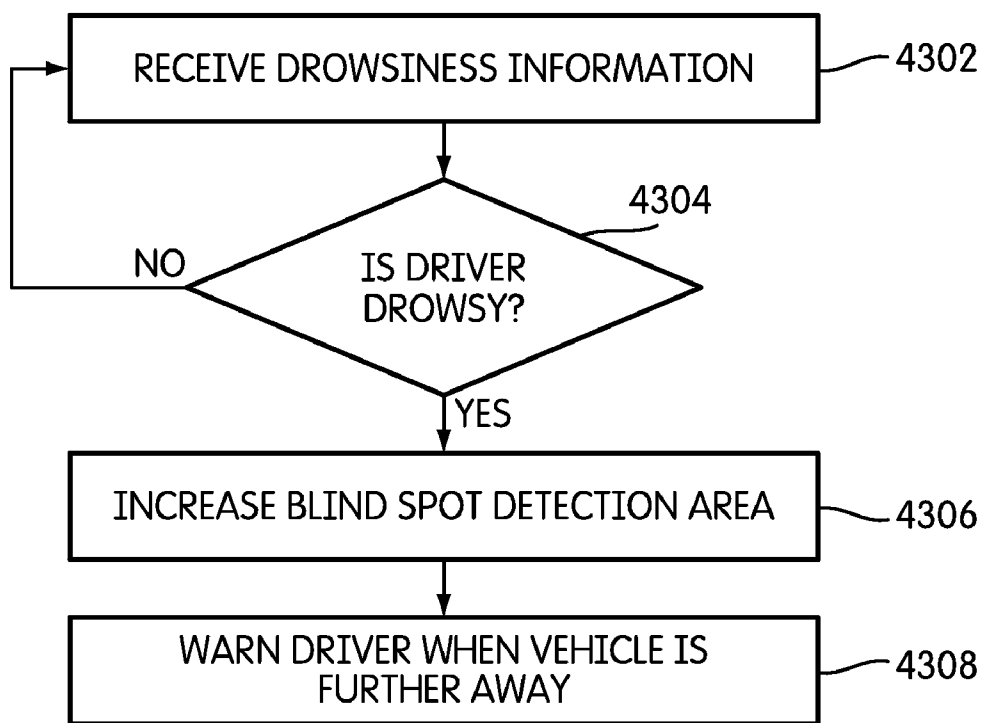 RECEIVE DROWSINESS INFORMATION
4302
4304
IS DRIVER
DROWSY?
NO
YES
INCREASE BLIND SPOT DETECTION AREA
4306
WARN DRIVER WHEN VEHICLE IS
FURTHER AWAY
4308